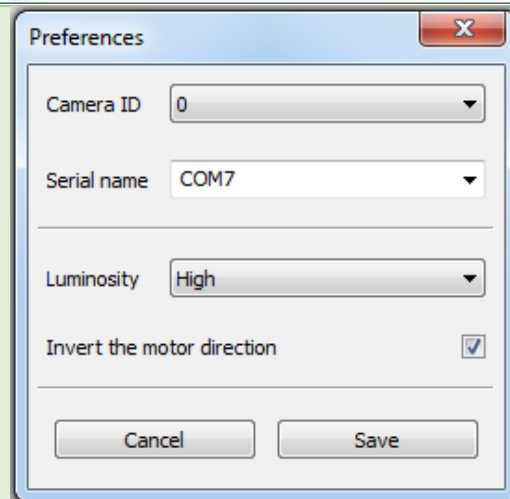 Preferences
Camera ID 0
Serial name COM7
Luminosity High
Invert the motor direction
Cancel Save